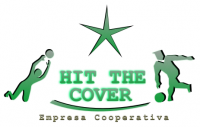 HIT THE
COVER
Empresa Cooperativa